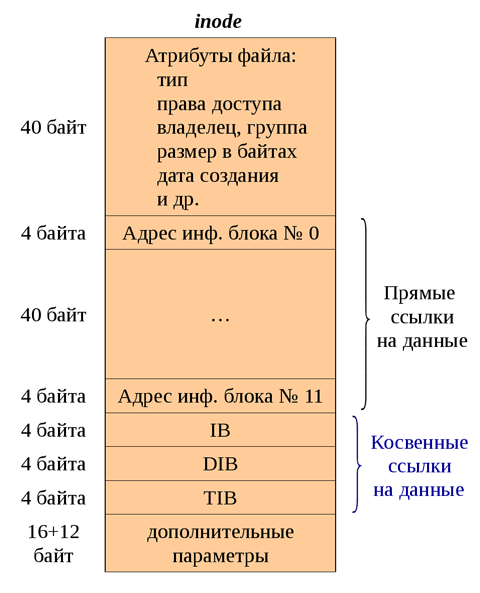 inode
Атрибуты файла:
тип
права доступа
владелец, группа
размер в байтах
дата создания
и др.
40 байт
4 байта
Адрес инф. блока № 0
40 байт
...
Прямые
ссылки
на данные
4 байта
Адрес инф. блока № 11
4 байта
IB
4 байта
DIB
4 байта
TIB
Косвенные
ссылки
на данные
16+12
байт
дополнительные
параметры